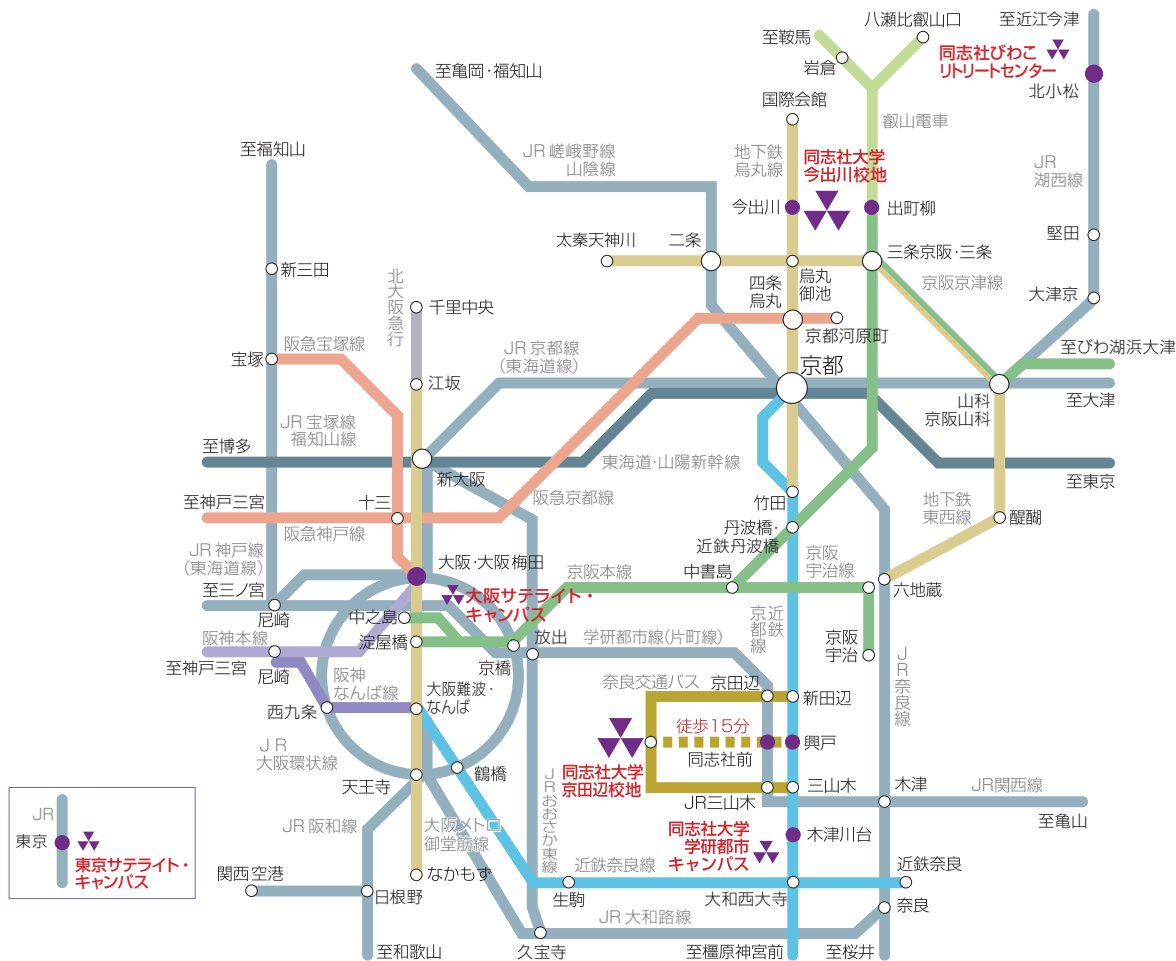 八瀬比叡山口
至近江今津
至鞍馬
岩倉
同志社びわこ
リトリートセンター
北小松
至亀岡・福知山
国際会館
叡山電車
至福知山
JR 嵯峨野線
山陰線
地下鉄
烏丸線
同志社大学
今出川校地
JR
湖西線
今出川
出町柳
堅田
太秦天神川
二条
三条京阪・三条
新三田
四条
烏丸
烏丸
御池
京阪京津線
大津京
北大阪急行
千里中央
京都河原町
阪急宝塚線
JR 京都線
(東海道線)
至びわ湖浜大津
宝塚
京都
江坂
山科
京阪山科
至大津
JR 宝塚線
福知山線
至博多
東海道・山陽新幹線
新大阪
至東京
至神戸三宮
十三
阪急京都線
竹田
地下鉄
東西線
醍醐
阪急神戸線
丹波橋・
近鉄丹波橋
JR 神戸線
(東海道線)
大阪・大阪梅田
京阪本線
中書島
京阪
宇治線
至三ノ宮
六地蔵
大阪サテライト・
キャンパス
尼崎
中之島
近鉄
京都線
阪神本線
淀屋橋
放出
学研都市線(片町線)
京阪
宇治
至神戸三宮
尼崎
京橋
JR奈良線
阪神
なんば線
大阪難波・
なんば
奈良交通バス
京田辺
新田辺
西九条
徒歩15分
JR
大阪環状線
同志社前
興戸
同志社大学
京田辺校地
鶴橋
天王寺
JRおおさか東線
三山木
木津
JR関西線
JR三山木
至亀山
JR
東京
東京サテライト・
キャンパス
JR 阪和線
大阪メトロ
御堂筋線
同志社大学
学研都市
キャンパス
木津川台
関西空港
なかもず
近鉄奈良線
近鉄奈良
日根野
生駒
大和西大寺
奈良
JR 大和路線
至和歌山
久宝寺
至橿原神宮前
至桜井